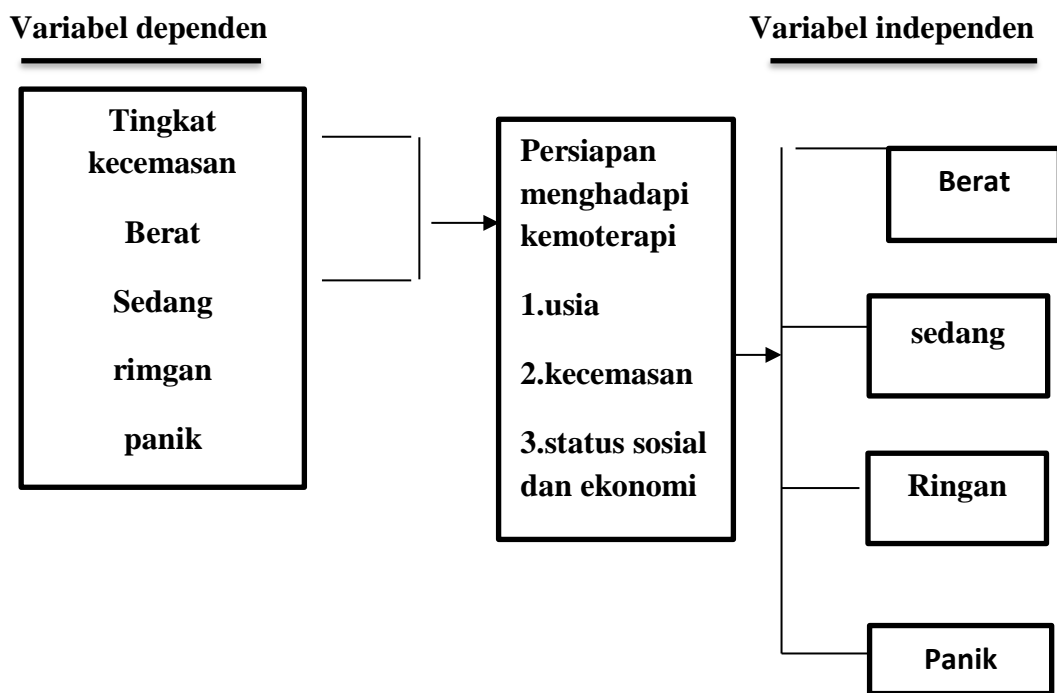 Variabel dependen
Variabel independen
Tingkat
kecemasan
Berat
Sedang
rimgan
panik
Persiapan
menghadapi
kemoterapi
1.usia
2.kecemasan
3.status sosial
dan ekonomi
Berat
sedang
Ringan
Panik